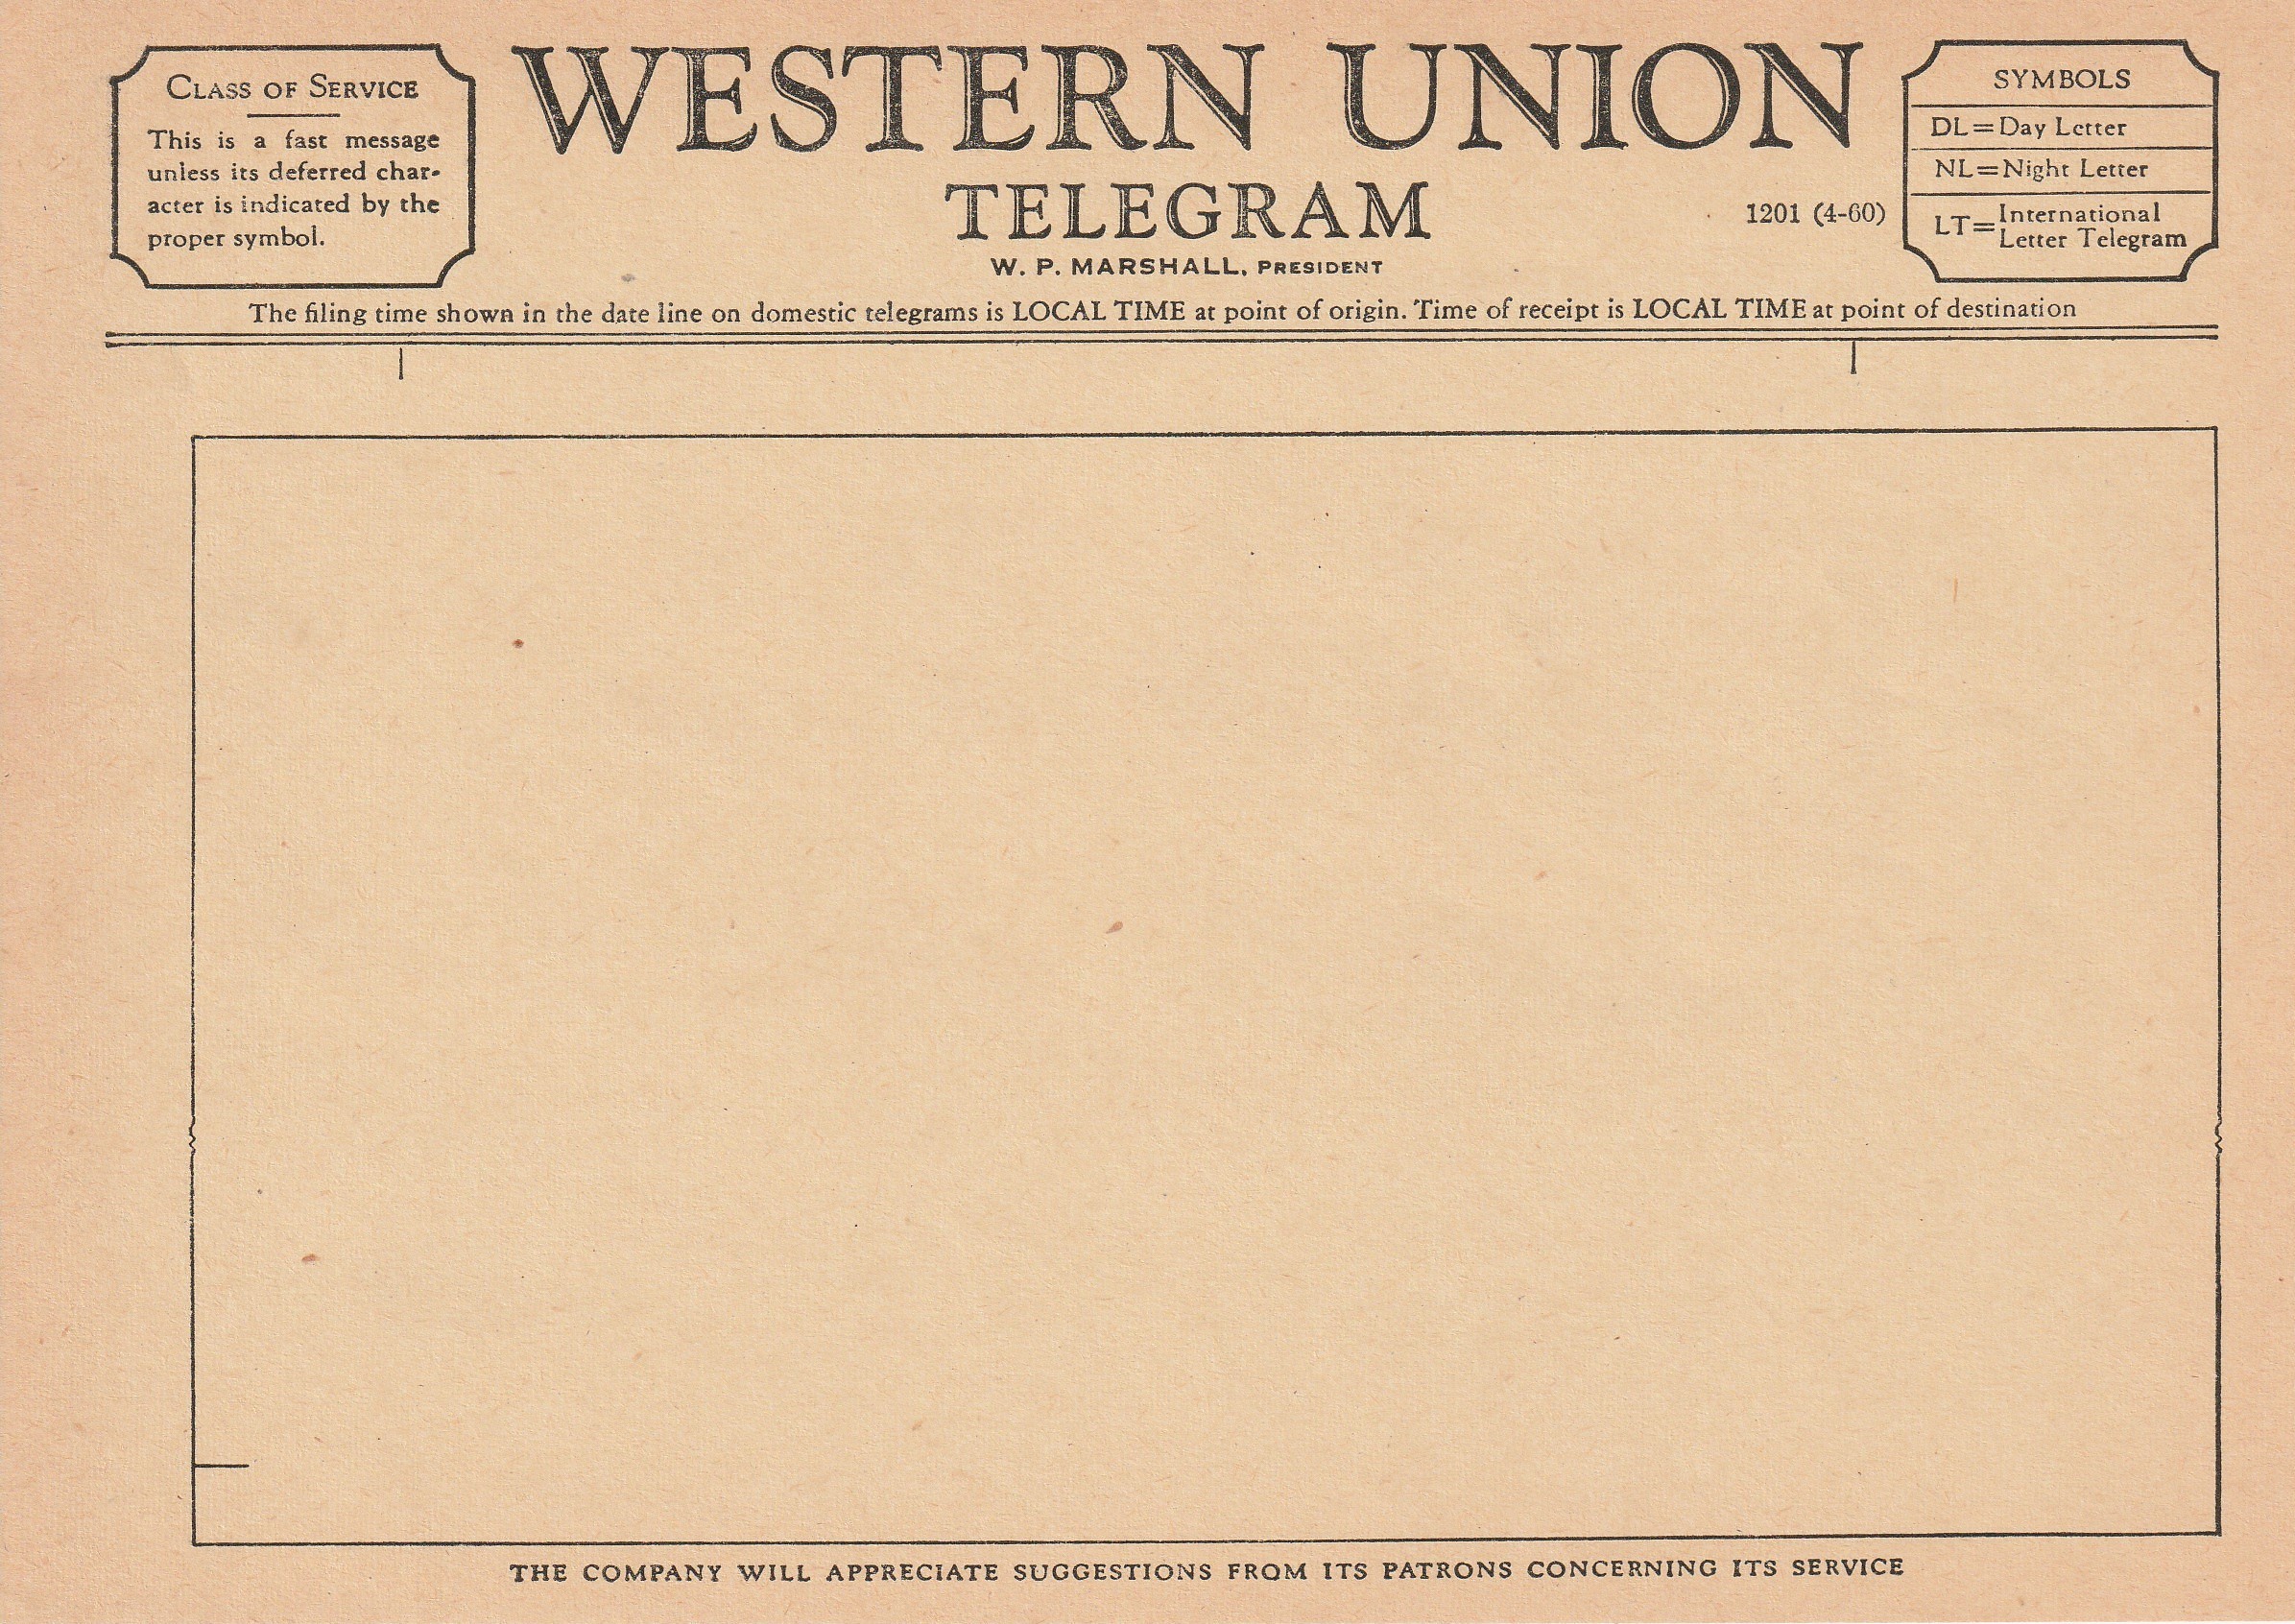 CLASS OF SERVICE
This is a fast message
unless its deferred char-
acter is indicated by the
proper symbol.
WESTERN UNION
TELEGRAM
W. P. MARSHALL, PRESIDENT
1201 (4-60)
SYMBOLS
DL=Day Letter
NL=Night Letter
LT=International
Letter Telegram
The filing time shown in the date line on domestic telegrams is LOCAL TIME at point of origin. Time of receipt is LOCAL TIME at point of destination
THE COMPANY WILL APPRECIATE SUGGESTIONS FROM ITS PATRONS CONCERNING ITS SERVICE